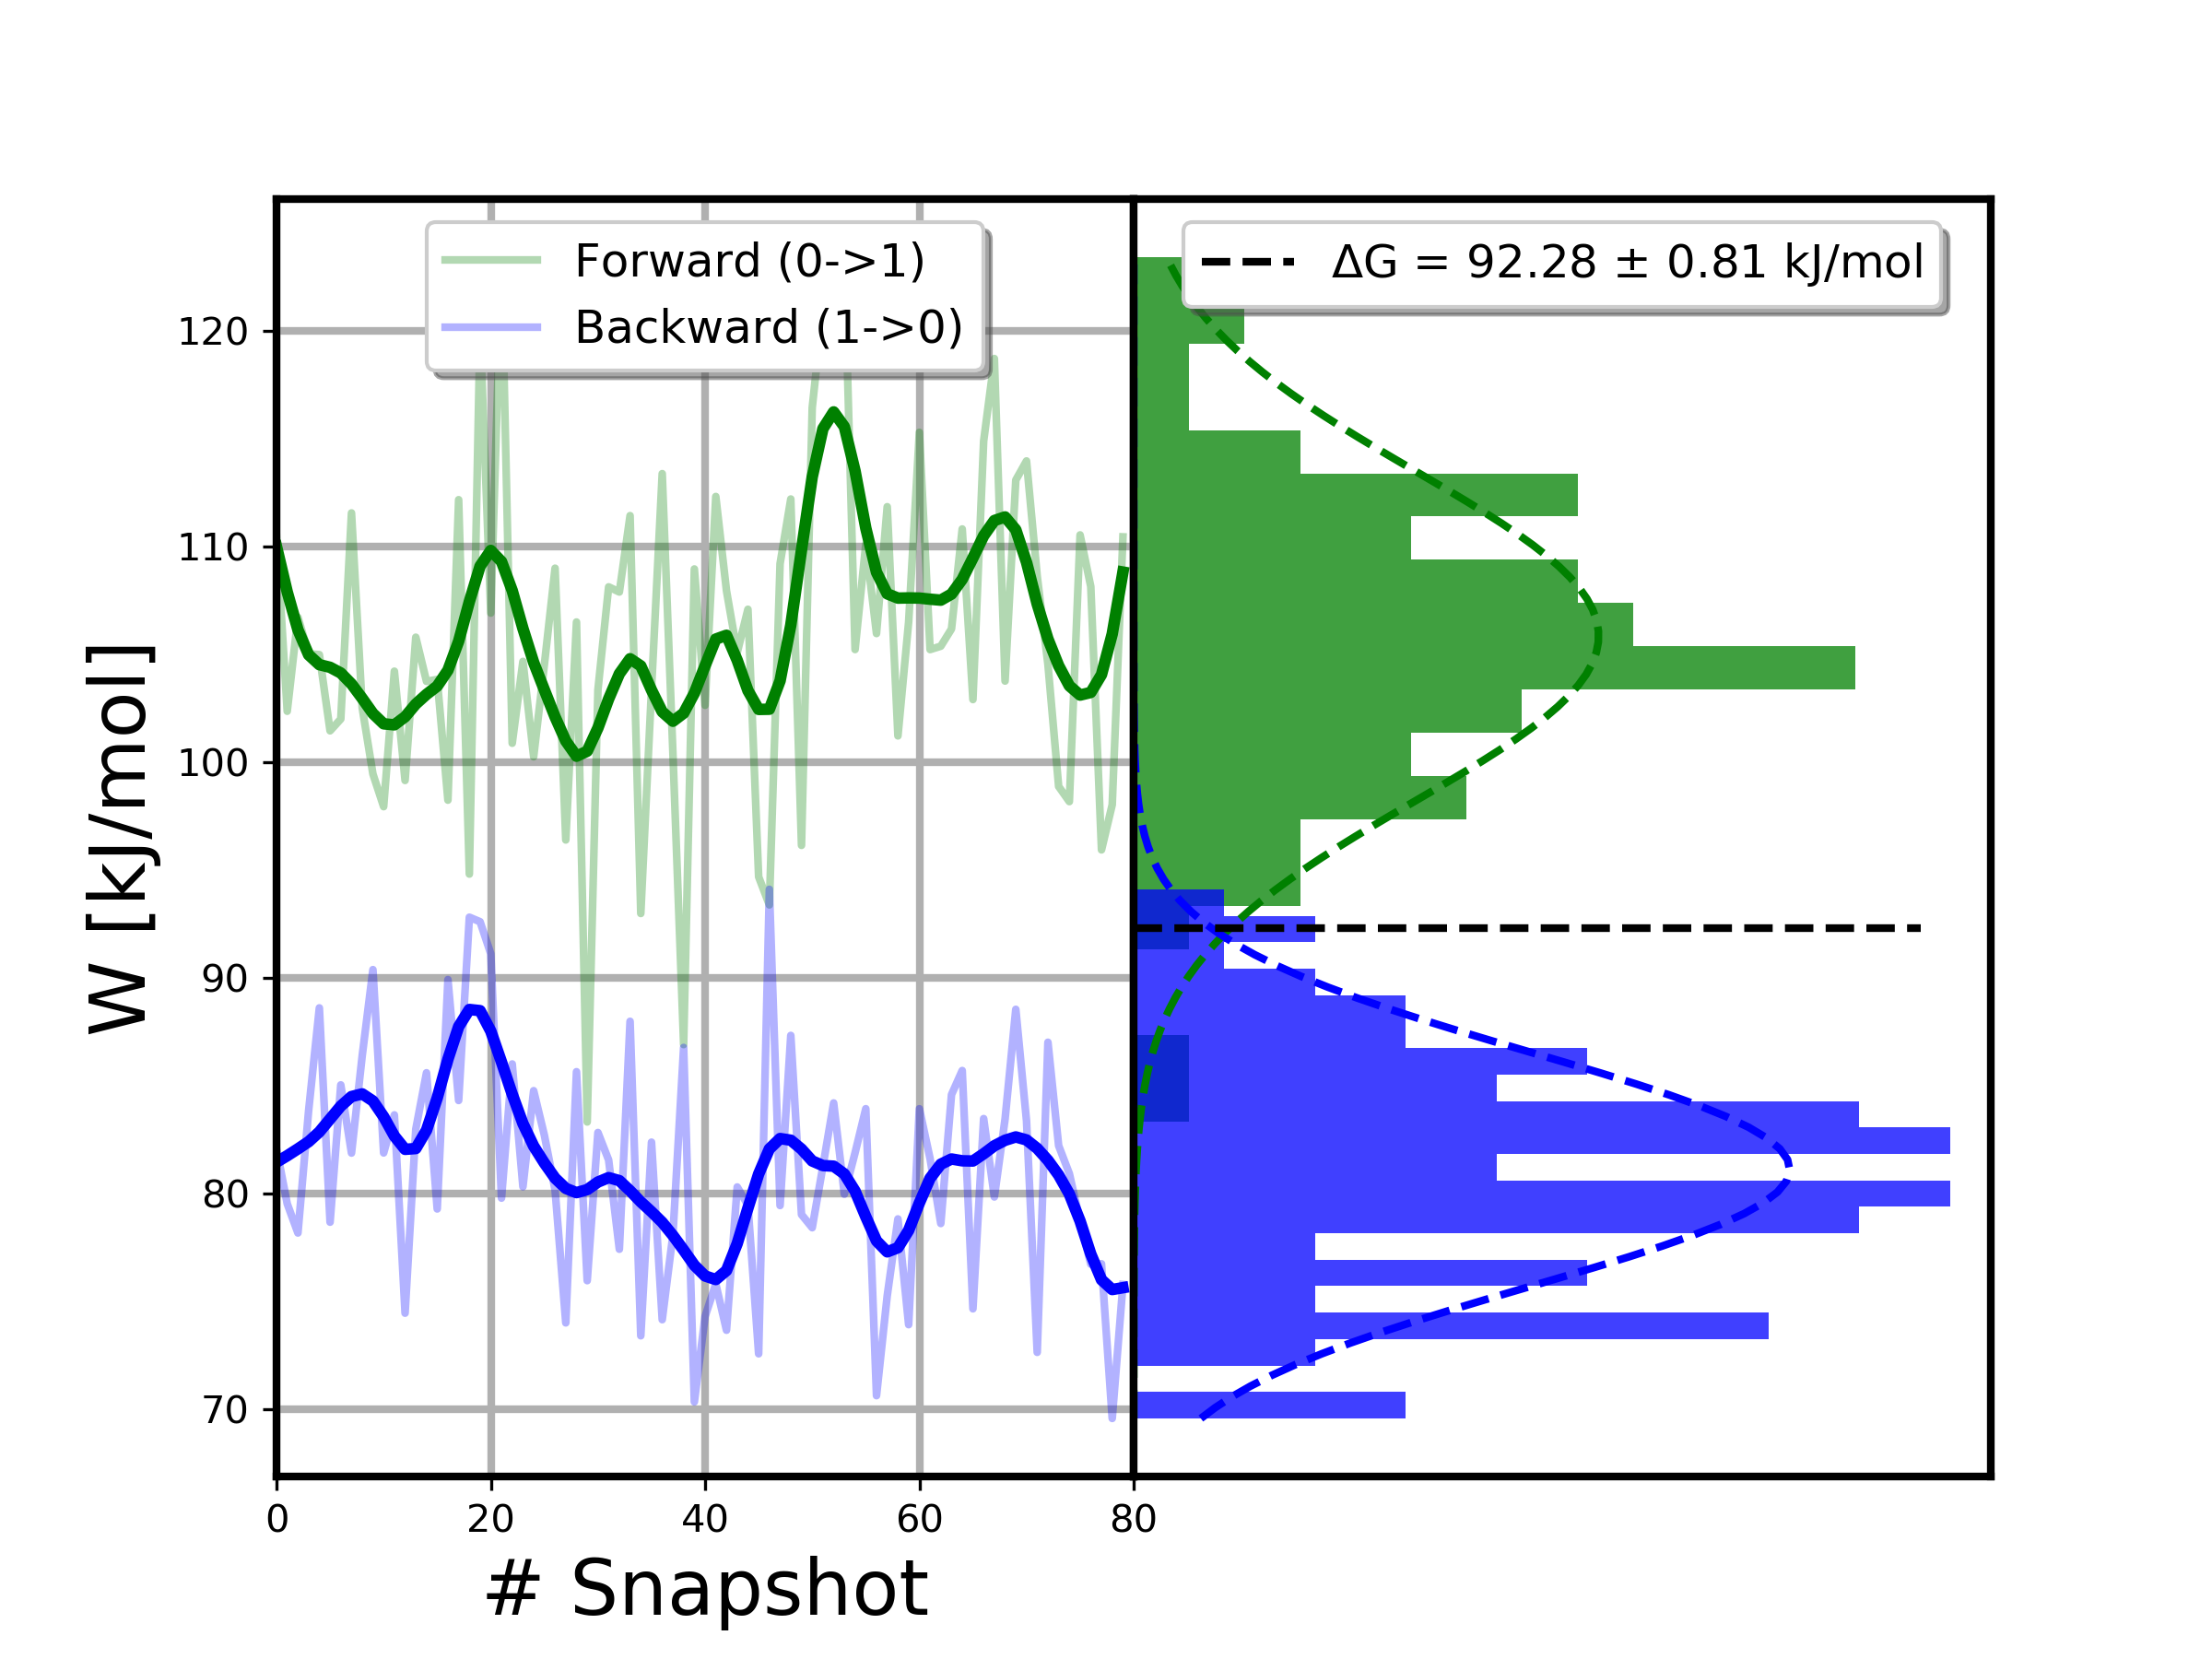 Forward (0->1)
Backward (1->0)
ΔG = 92.28 ± 0.81 kJ/mol
W [kJ/mol]
120
110
100
90
80
70
0 20 40 60 80
# Snapshot